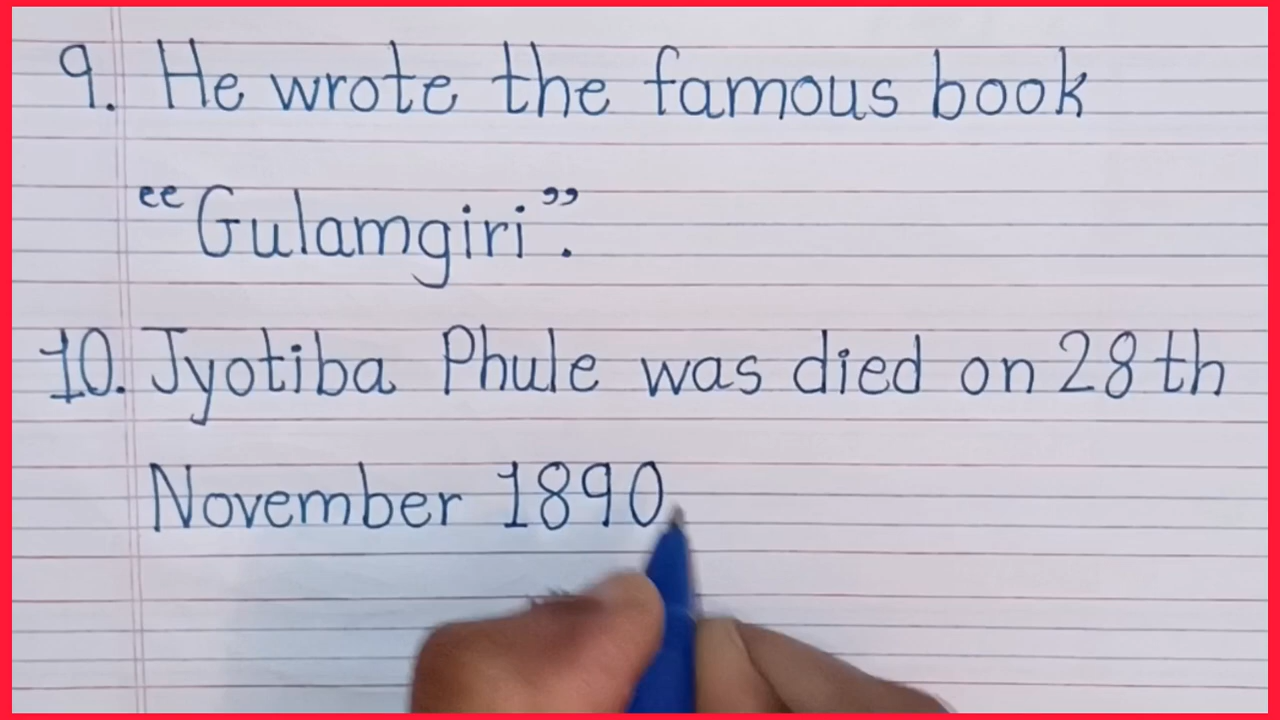 9. He wrote the famous book
“Gulamgiri”.
10. Jyotiba Phule was died on 28th
November 1890